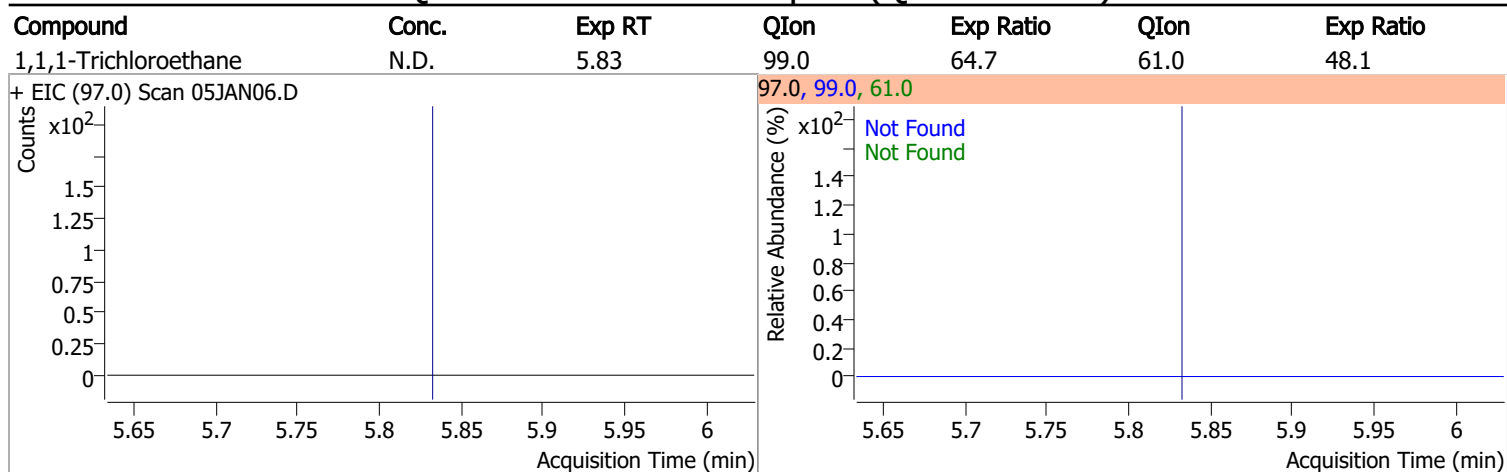 Compound Conc. Exp RT QIon Exp Ratio QIon Exp Ratio
1,1,1-Trichloroethane N.D. 5.83 99.0 64.7 61.0 48.1
+ EIC (97.0) Scan 05JAN06.D
Counts
x10²
1.5
1.25
1
0.75
0.5
0.25
0
5.65 5.7 5.75 5.8 5.85 5.9 5.95 6
Acquisition Time (min)
97.0, 99.0, 61.0
Relative Abundance (%)
x10²
Not Found
Not Found
1.4
1.2
1
0.8
0.6
0.4
0.2
0
5.65 5.7 5.75 5.8 5.85 5.9 5.95 6
Acquisition Time (min)